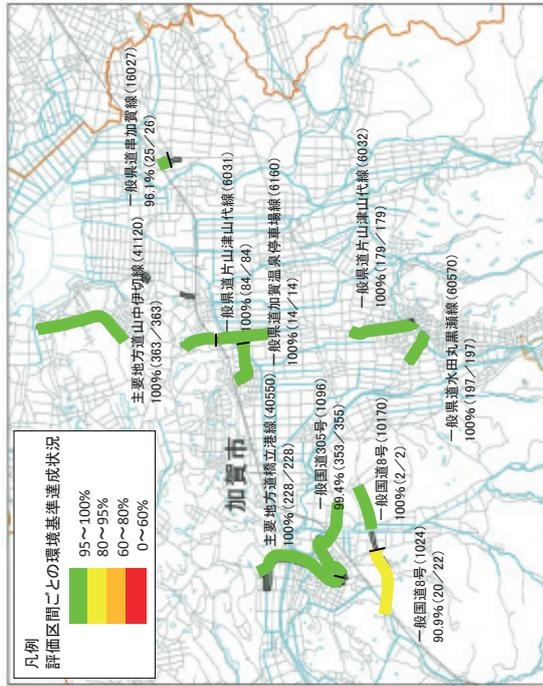 凡例
評価区間ごとの環境基準達成状況
95～100%
80～95%
60～80%
0～60%
加賀市
一般県道串加賀線(16027)
96.1%(25／26)
主要地方道山中伊切線(41120)
100%(363／363)
一般県道片山津山代線(6031)
100%(84／84)
一般県道加賀温泉停車場線(6160)
100%(14／14)
主要地方道橋立港線(40550)
100%(228／228)
一般国道305号(1096)
99.4%(353／355)
一般県道片山津山代線(6032)
100%(179／179)
一般国道8号(10170)
100%(2／2)
一般県道水田丸黒瀬線(60570)
100%(197／197)
一般国道8号(1024)
90.9%(20／22)